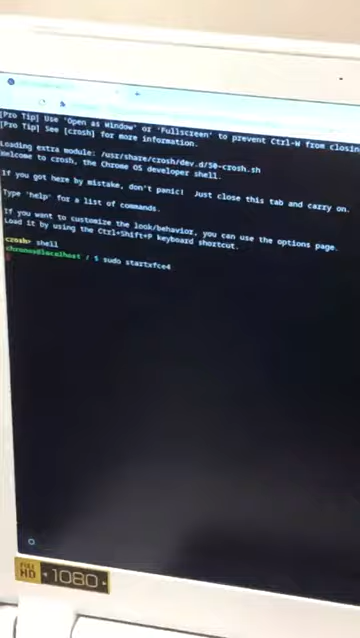 [Pro Tip] Use 'Open as Window' or 'Fullscreen' to prevent Ctrl-W from closin
[Pro Tip] See [crosh] for more information.
Loading extra module: /usr/share/crosh/dev.d/50-crosh.sh
Welcome to crosh, the Chrome OS developer shell.
If you got here by mistake, don't panic!  Just close this tab and carry on.
Type 'help' for a list of commands.
If you want to customize the look/behavior, you can use the options page.
Load it by using the Ctrl+Shift+P keyboard shortcut.
crosh> shell
chronos@localhost / $ sudo startxfce4
FULL HD 1080